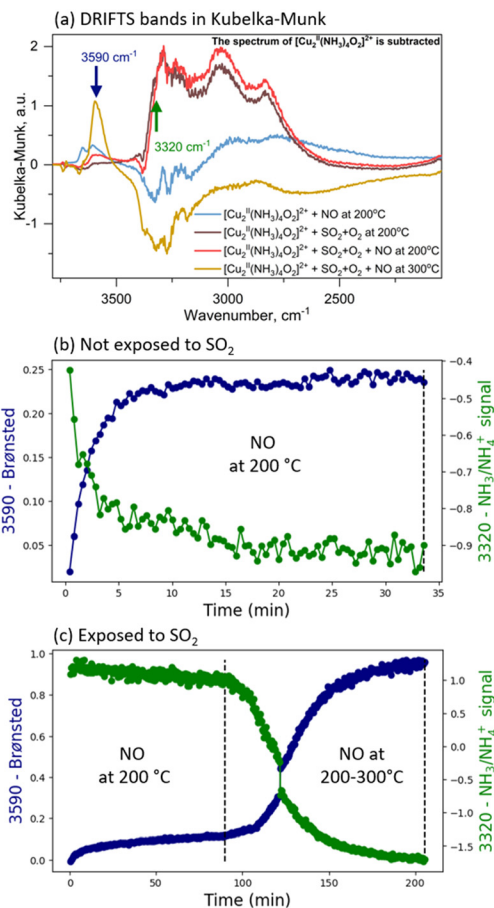 (a) DRIFTS bands in Kubelka-Munk
The spectrum of [Cu₂ᴵᴵ(NH₃)₄O₂]²⁺ is subtracted
3590 cm⁻¹
3320 cm⁻¹
Kubelka-Munk, a.u.
2
1
0
-1
[Cu₂ᴵᴵ(NH₃)₄O₂]²⁺ + NO at 200°C
[Cu₂ᴵᴵ(NH₃)₄O₂]²⁺ + SO₂+O₂ at 200°C
[Cu₂ᴵᴵ(NH₃)₄O₂]²⁺ + SO₂+O₂ + NO at 200°C
[Cu₂ᴵᴵ(NH₃)₄O₂]²⁺ + SO₂+O₂ + NO at 300°C
3500 3000 2500
Wavenumber, cm⁻¹
(b) Not exposed to SO₂
3590 - Brønsted
0.25
0.20
0.15
0.10
0.05
NO
at 200 °C
−0.4
−0.5
−0.6
−0.7
−0.8
−0.9
3320 - NH₃/NH₄⁺ signal
0 5 10 15 20 25 30 35
Time (min)
(c) Exposed to SO₂
3590 - Brønsted
1.0
0.8
0.6
0.4
0.2
0.0
NO
at 200 °C
NO at
200-300°C
1.0
0.5
0.0
−0.5
−1.0
−1.5
3320 - NH₃/NH₄⁺ signal
0 50 100 150 200
Time (min)